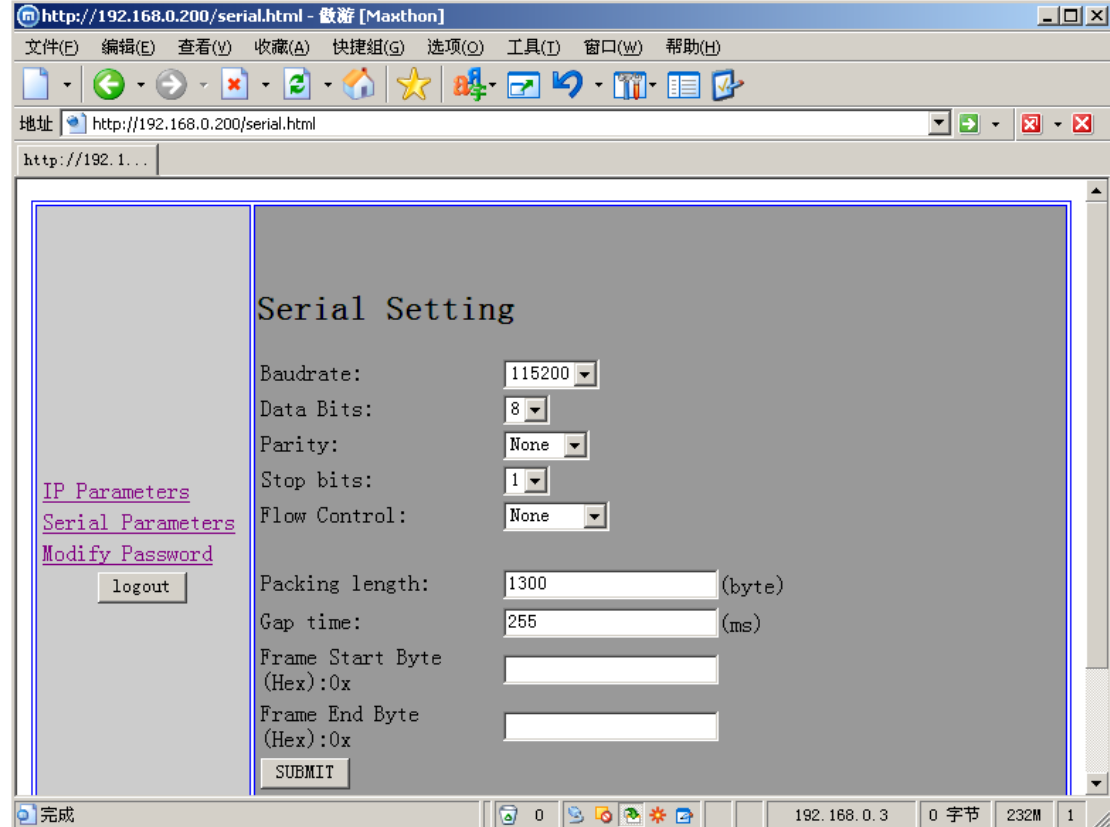 http://192.168.0.200/serial.html - 傲游 [Maxthon]
文件(F) 编辑(E) 查看(V) 收藏(A) 快捷组(G) 选项(O) 工具(T) 窗口(W) 帮助(H)
地址 http://192.168.0.200/serial.html
http://192.1...
Serial Setting
Baudrate: 115200
Data Bits: 8
Parity: None
Stop bits: 1
Flow Control: None
IP Parameters
Serial Parameters
Modify Password
logout
Packing length: 1300 (byte)
Gap time: 255 (ms)
Frame Start Byte
(Hex):0x
Frame End Byte
(Hex):0x
SUBMIT
完成 0 192.168.0.3 0 字节 232M 1